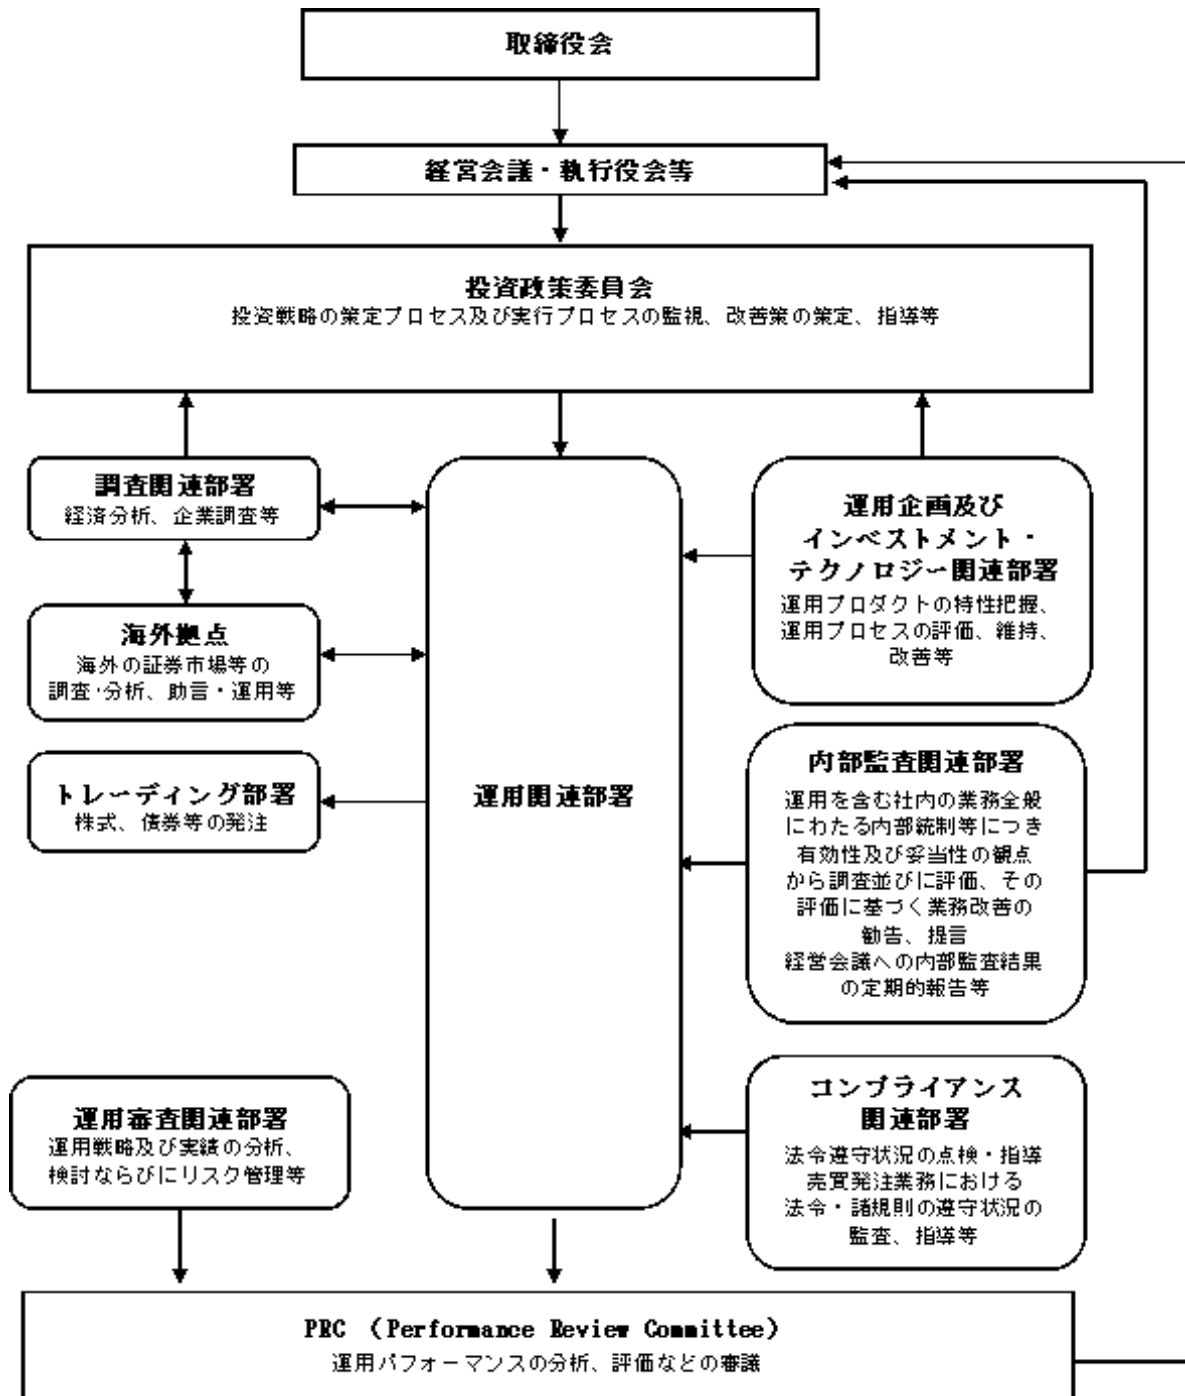 取締役会
経営会議・執行役会等
投資政策委員会
投資戦略の策定プロセス及び実行プロセスの監視、改善策の策定、指導等
調査関連部署
経済分析、企業調査等
海外拠点
海外の証券市場等の
調査・分析、助言・運用等
トレーディング部署
株式、債券等の発注
運用関連部署
運用企画及び
インベストメント・
テクノロジー関連部署
運用プロダクトの特性把握、
運用プロセスの評価、維持、
改善等
内部監査関連部署
運用を含む社内の業務全般
にわたる内部統制等につき
有効性及び妥当性の観点
から調査並びに評価、その
評価に基づく業務改善の
勧告、提言
経営会議への内部監査結果
の定期的報告等
コンプライアンス
関連部署
法令遵守状況の点検・指導
売買発注業務における
法令・諸規則の遵守状況の
監査、指導等
運用審査関連部署
運用戦略及び実績の分析、
検討ならびにリスク管理等
PRC （Performance Review Committee）
運用パフォーマンスの分析、評価などの審議